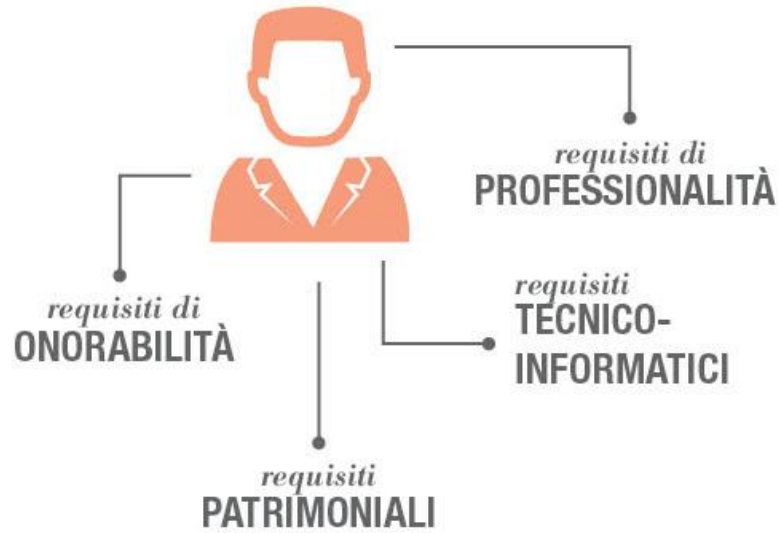 requisiti di
PROFESSIONALITÀ
requisiti di
ONORABILITÀ
requisiti
TECNICO-
INFORMATICI
requisiti
PATRIMONIALI